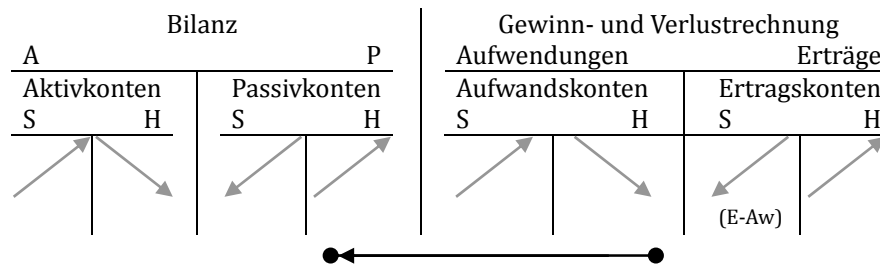 Bilanz Gewinn- und Verlustrechnung
A P Aufwendungen Erträge
Aktivkonten Passivkonten Aufwandskonten Ertragskonten
S H S H S H S H
(E-Aw)